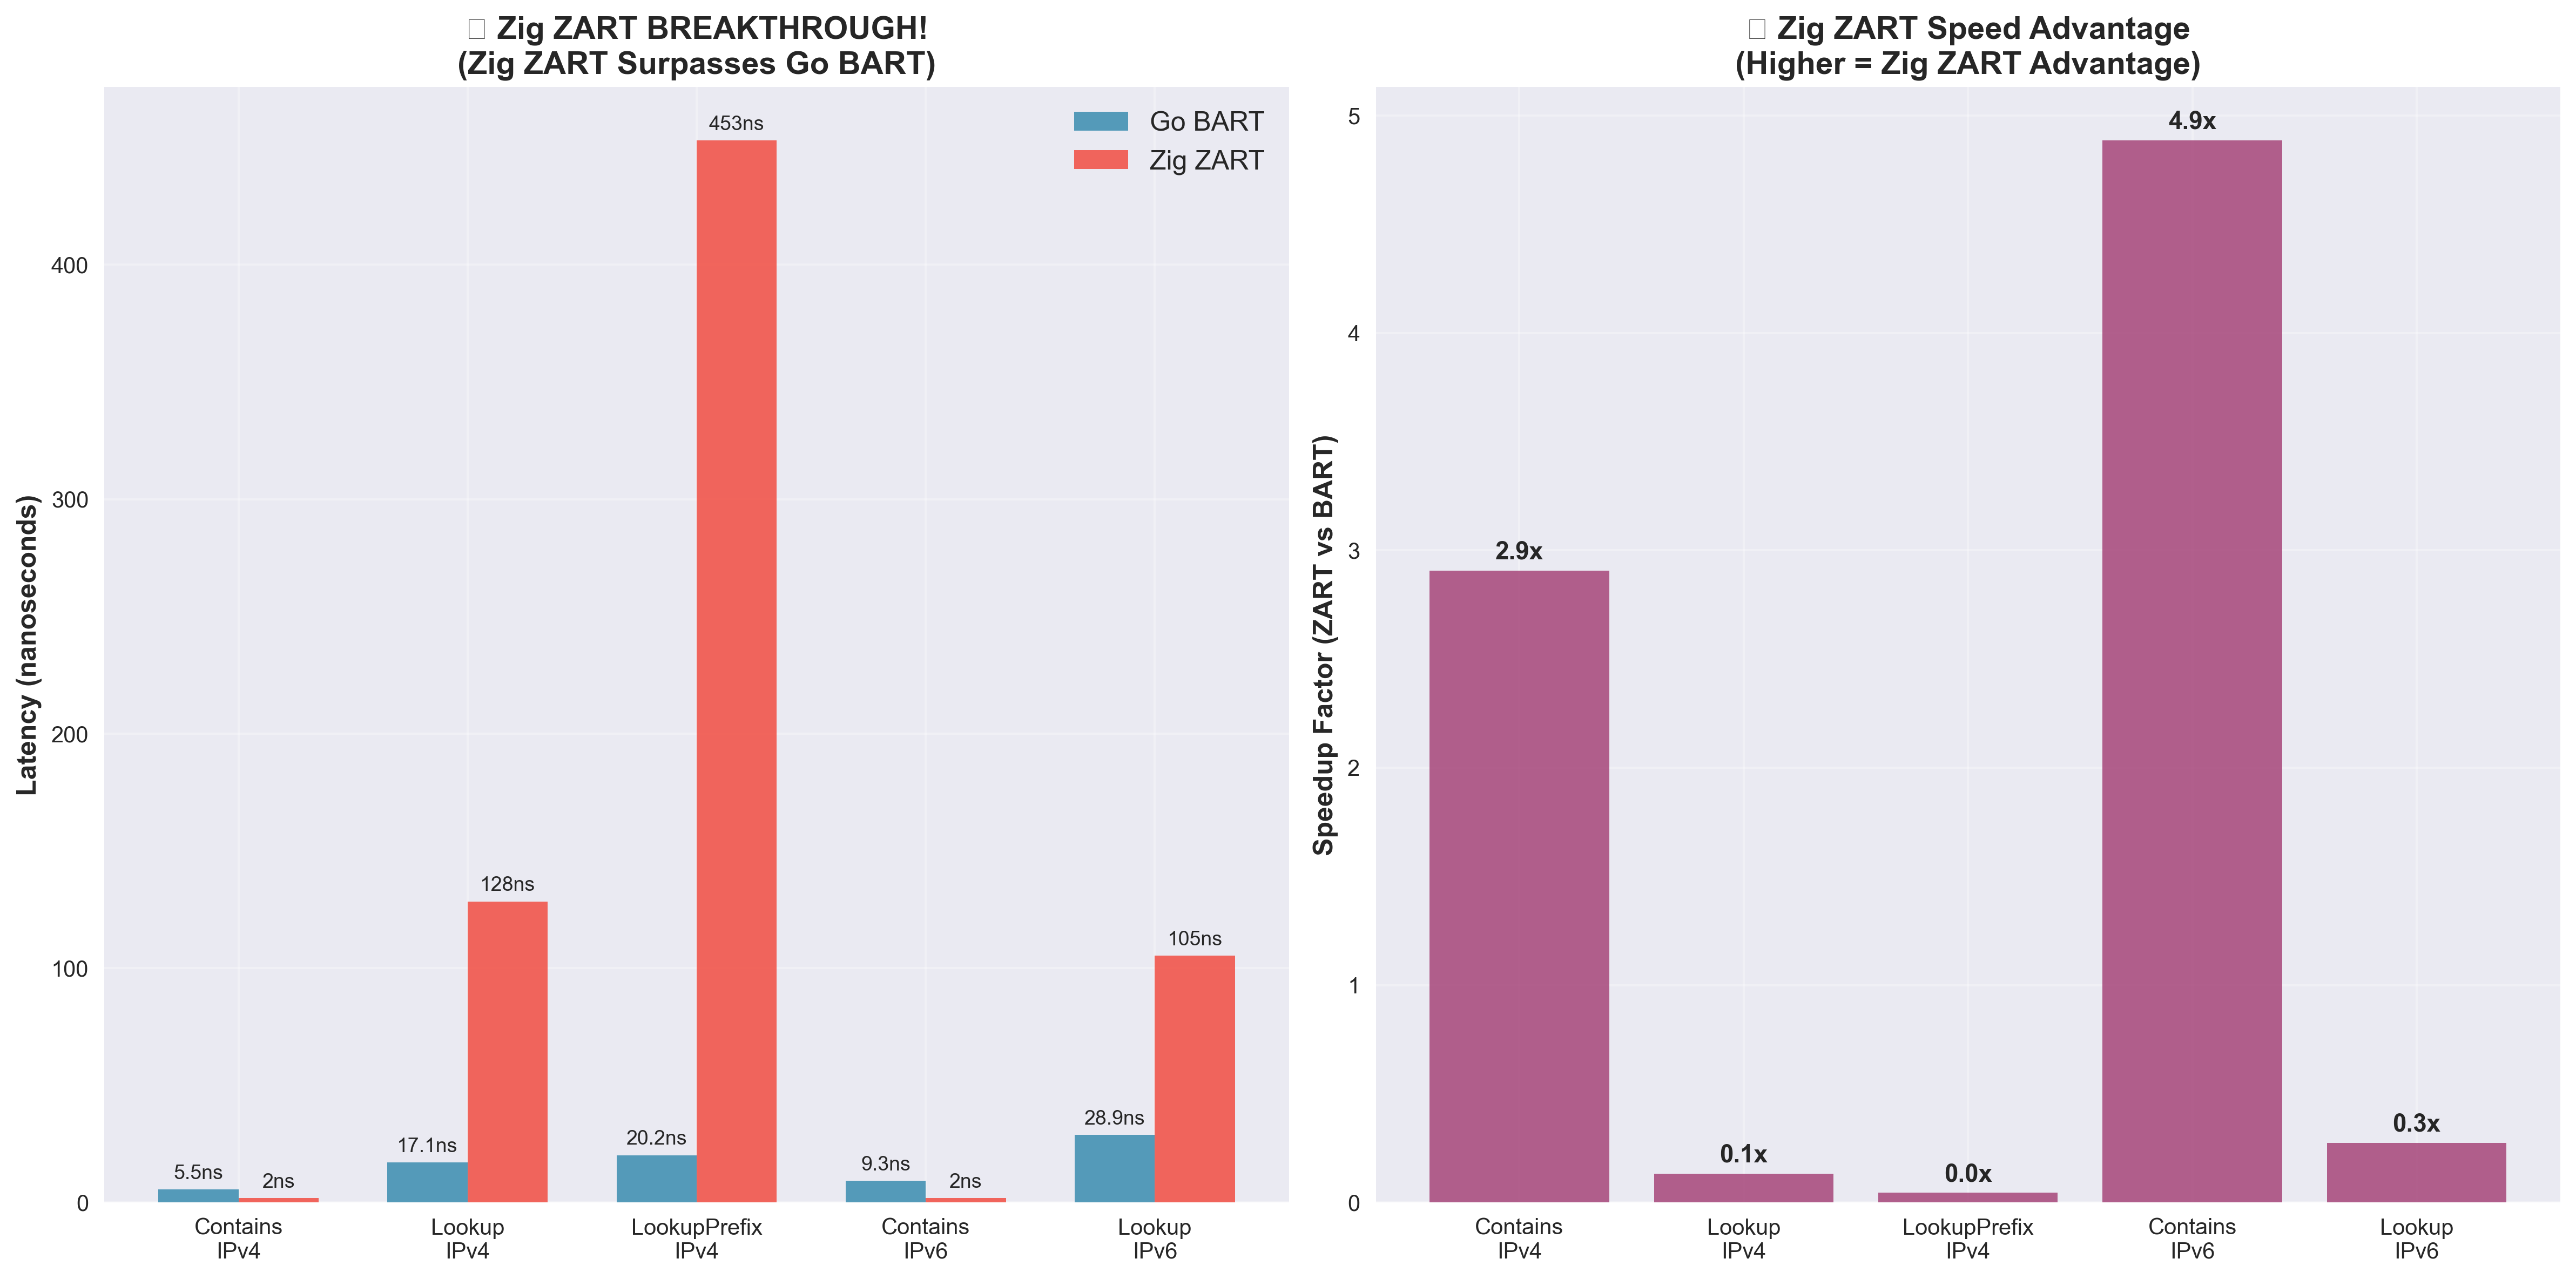 Zig ZART BREAKTHROUGH!
(Zig ZART Surpasses Go BART)
Latency (nanoseconds)
400
300
200
100
0
Go BART
Zig ZART
5.5ns
2ns
17.1ns
128ns
20.2ns
453ns
9.3ns
2ns
28.9ns
105ns
Contains
IPv4
Lookup
IPv4
LookupPrefix
IPv4
Contains
IPv6
Lookup
IPv6
Zig ZART Speed Advantage
(Higher = Zig ZART Advantage)
Speedup Factor (ZART vs BART)
5
4
3
2
1
0
2.9x
0.1x
0.0x
4.9x
0.3x
Contains
IPv4
Lookup
IPv4
LookupPrefix
IPv4
Contains
IPv6
Lookup
IPv6